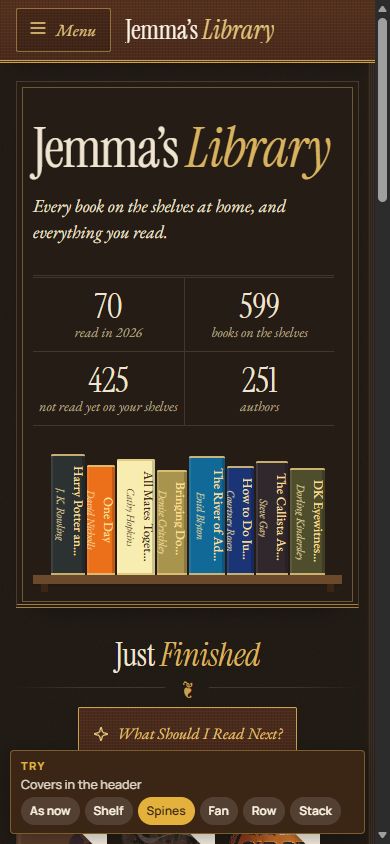 Menu
Jemma's Library
Jemma's Library
Every book on the shelves at home, and
everything you read.
70
read in 2026
599
books on the shelves
425
not read yet on your shelves
251
authors
Harry Potter an...
J.K. Rowling
One Day
David Nicholls
All Mates Toget...
Cathy Hopkins
Bringing Do...
Denise Critchley
The River of Ad...
Enid Blyton
How to Do Ju...
Courtney Rosen
The Callista As...
Steve Gay
DK Eyewitnes...
Dorling Kindersley
Just Finished
What Should I Read Next?
TRY
Covers in the header
As now
Shelf
Spines
Fan
Row
Stack